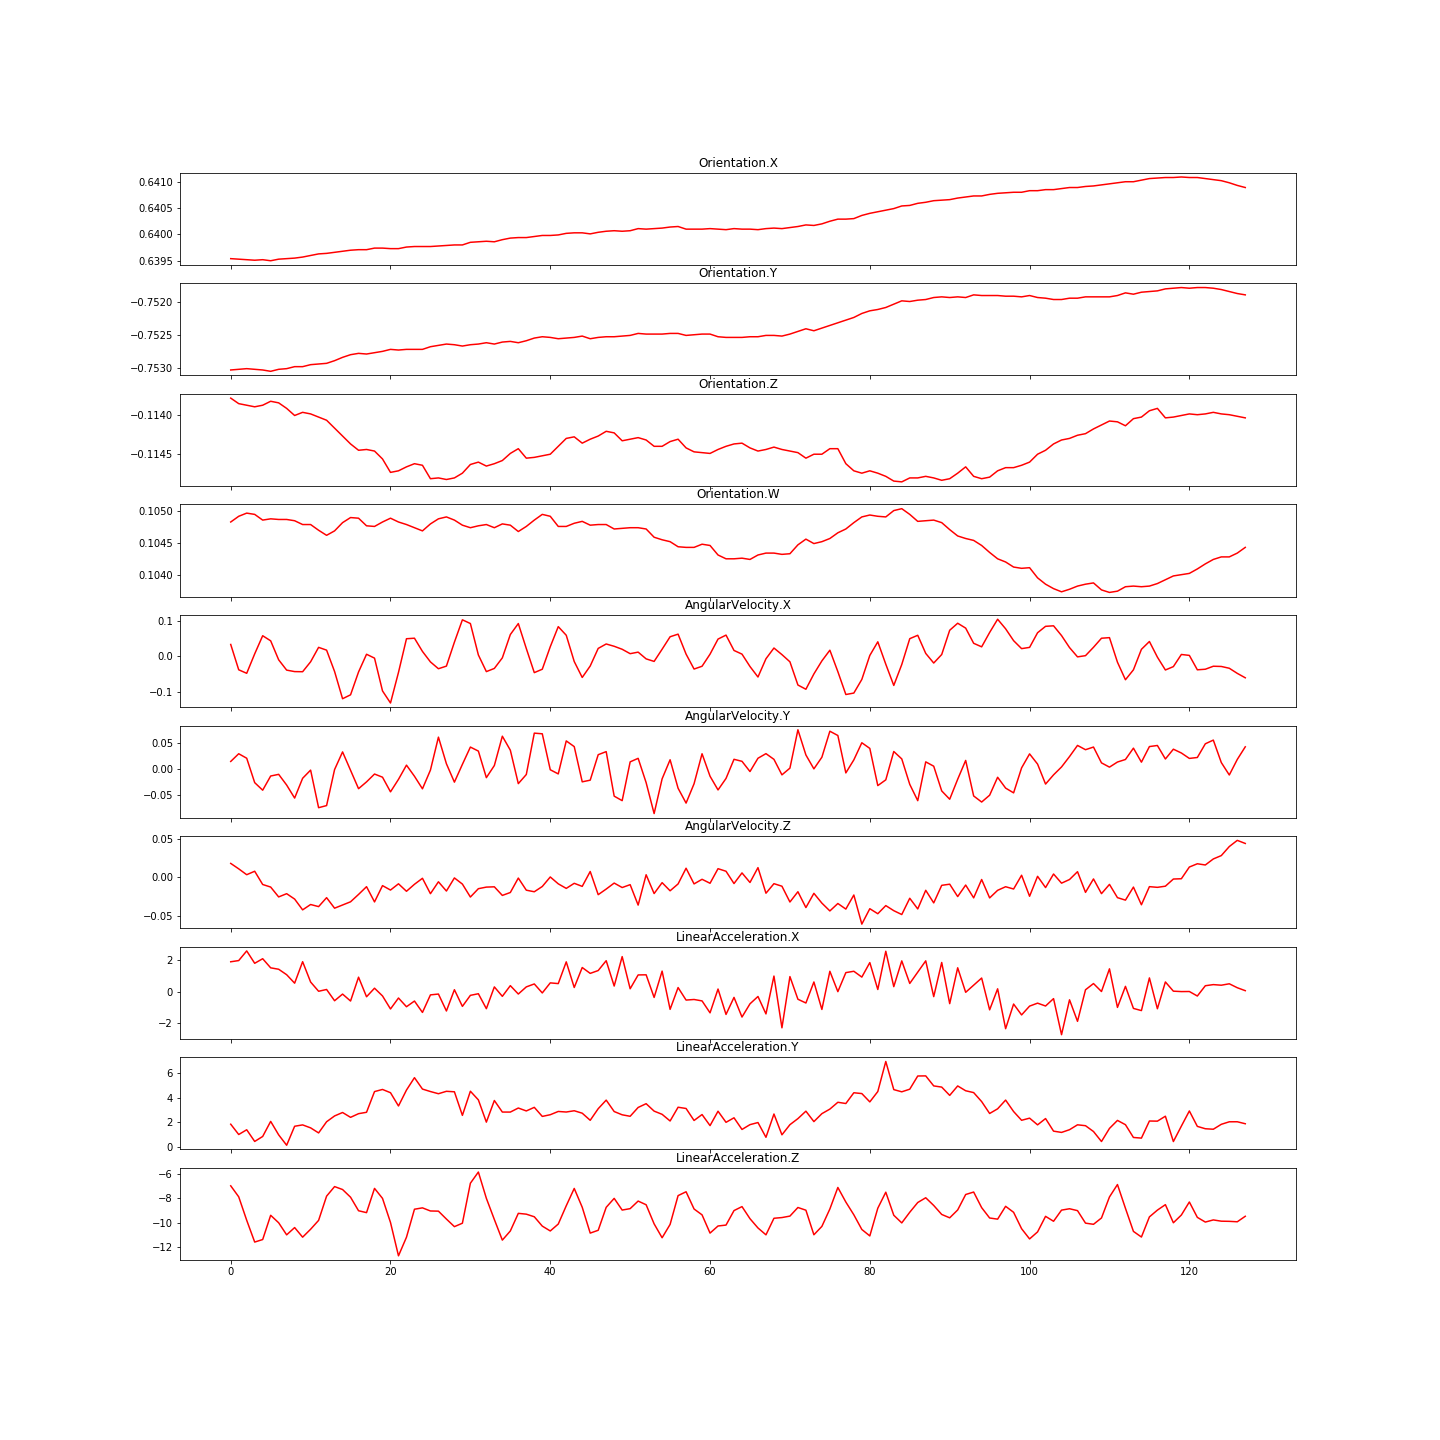 Orientation.X
0.6410
0.6405
0.6400
0.6395
Orientation.Y
−0.7520
−0.7525
−0.7530
Orientation.Z
−0.1140
−0.1145
Orientation.W
0.1050
0.1045
0.1040
AngularVelocity.X
0.1
0.0
−0.1
AngularVelocity.Y
0.05
0.00
−0.05
AngularVelocity.Z
0.05
0.00
−0.05
LinearAcceleration.X
2
0
−2
LinearAcceleration.Y
6
4
2
0
LinearAcceleration.Z
−6
−8
−10
−12
0 20 40 60 80 100 120